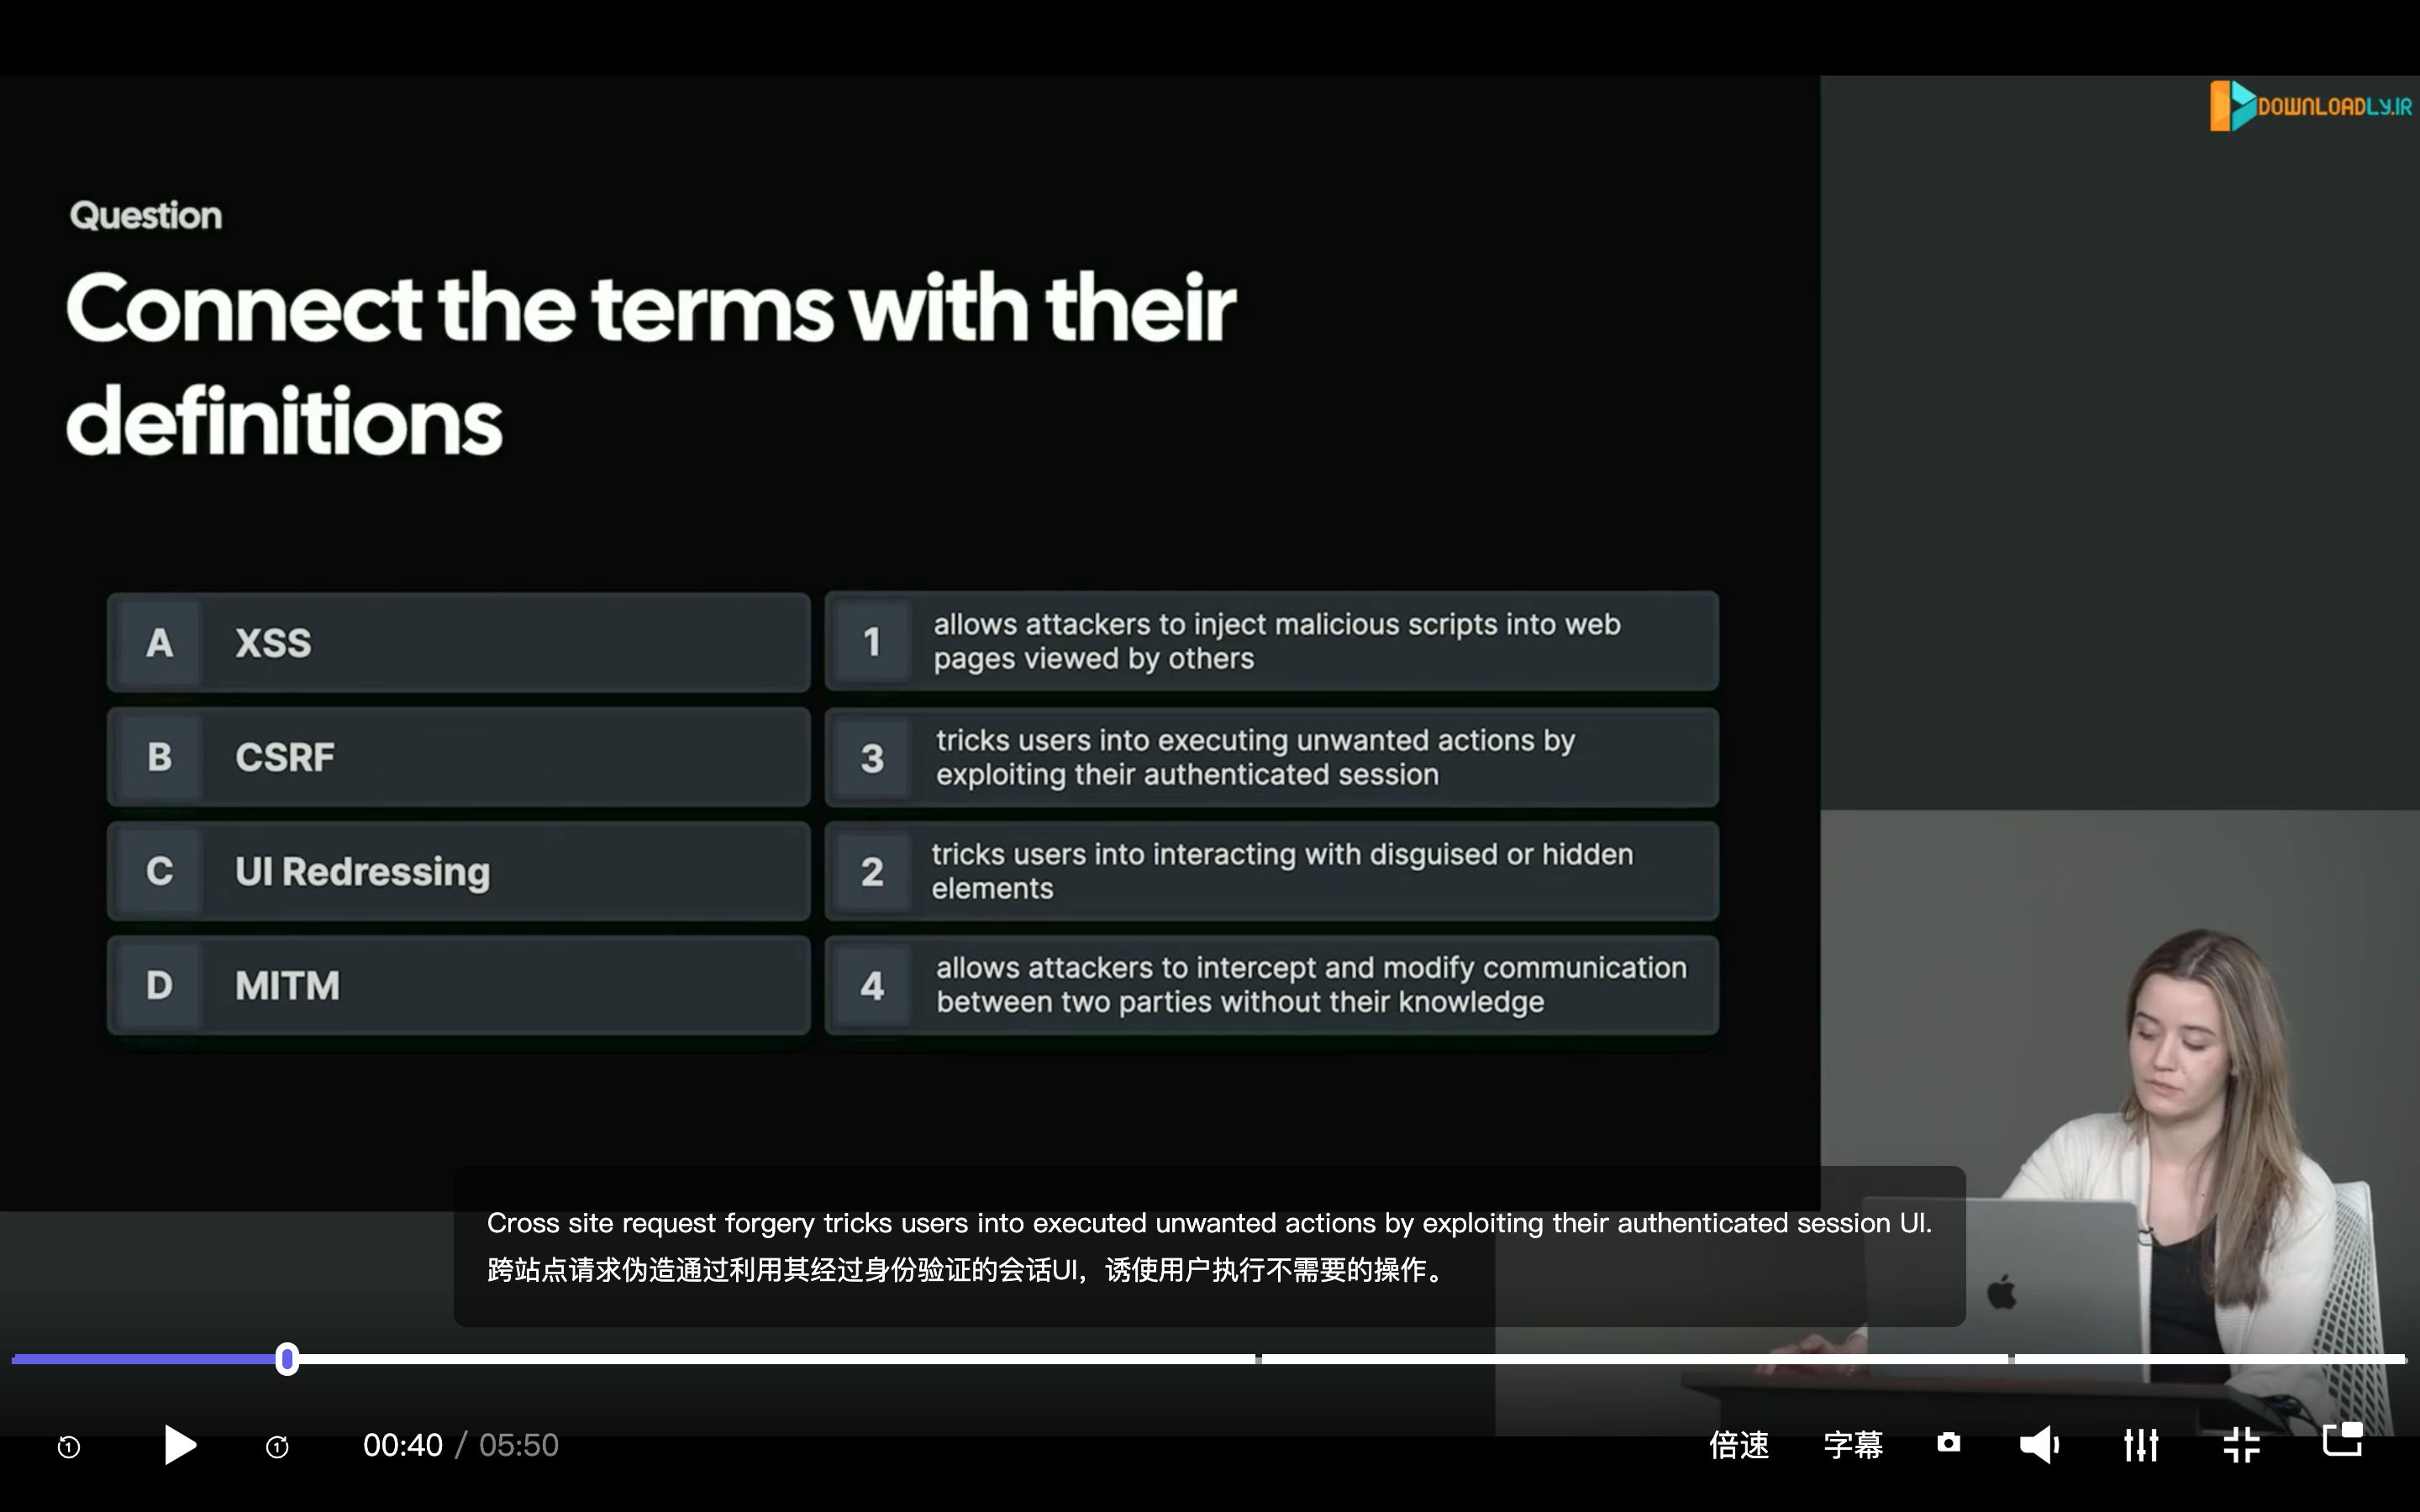 DOWNLOADLY.IR
Question
Connect the terms with their
definitions
A XSS
1 allows attackers to inject malicious scripts into web
pages viewed by others
B CSRF
3 tricks users into executing unwanted actions by
exploiting their authenticated session
C UI Redressing
2 tricks users into interacting with disguised or hidden
elements
D MITM
4 allows attackers to intercept and modify communication
between two parties without their knowledge
Cross site request forgery tricks users into executed unwanted actions by exploiting their authenticated session UI.
跨站点请求伪造通过利用其经过身份验证的会话UI，诱使用户执行不需要的操作。
1 1 00:40 / 05:50 倍速 字幕